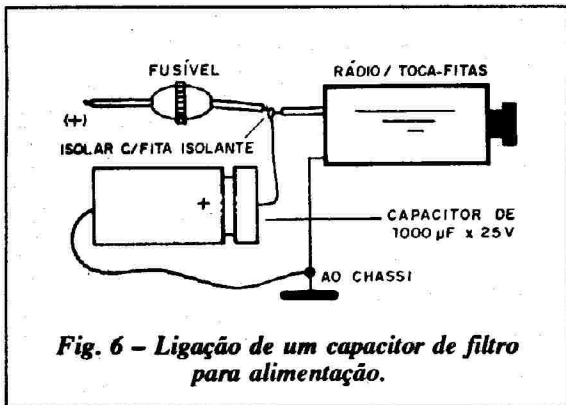 FUSÍVEL
RÁDIO / TOCA-FITAS
(+)
ISOLAR C/FITA ISOLANTE
+
CAPACITOR DE
1000 µF x 25V
AO CHASSI
Fig. 6 – Ligação de um capacitor de filtro
para alimentação.